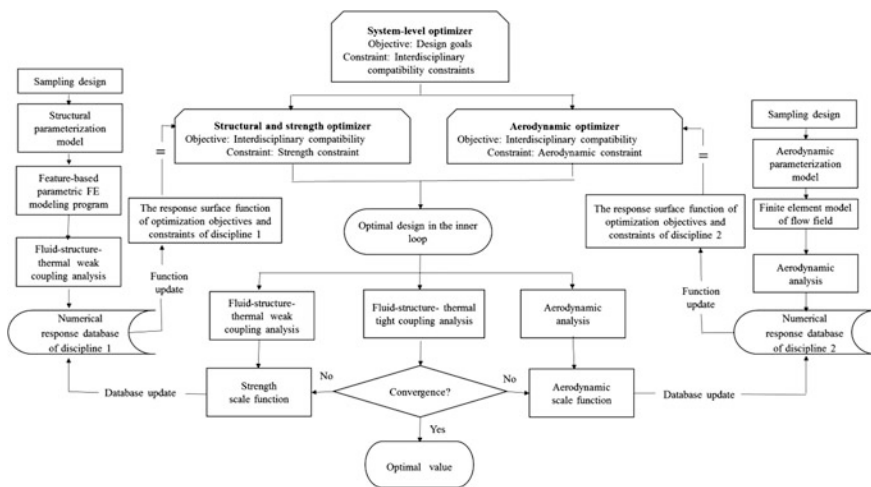 System-level optimizer
Objective: Design goals
Constraint: Interdisciplinary
compatibility constraints
Sampling design
Structural
parameterization
model
Feature-based
parametric FE
modeling program
Fluid-structure-
thermal weak
coupling analysis
Numerical
response database
of discipline 1
=
The response surface function
of optimization objectives and
constraints of discipline 1
Function
update
Structural and strength optimizer
Objective: Interdisciplinary compatibility
Constraint: Strength constraint
Aerodynamic optimizer
Objective: Interdisciplinary compatibility
Constraint: Aerodynamic constraint
Optimal design in the inner
loop
Fluid-structure-
thermal weak
coupling analysis
Fluid-structure- thermal
tight coupling analysis
Aerodynamic
analysis
Database update
Strength
scale function
No
Convergence?
No
Aerodynamic
scale function
Database update
Yes
Optimal value
=
The response surface function of
optimization objectives and
constraints of discipline 2
Function
update
Sampling design
Aerodynamic
parameterization
model
Finite element model
of flow field
Aerodynamic
analysis
Numerical
response database
of discipline 2